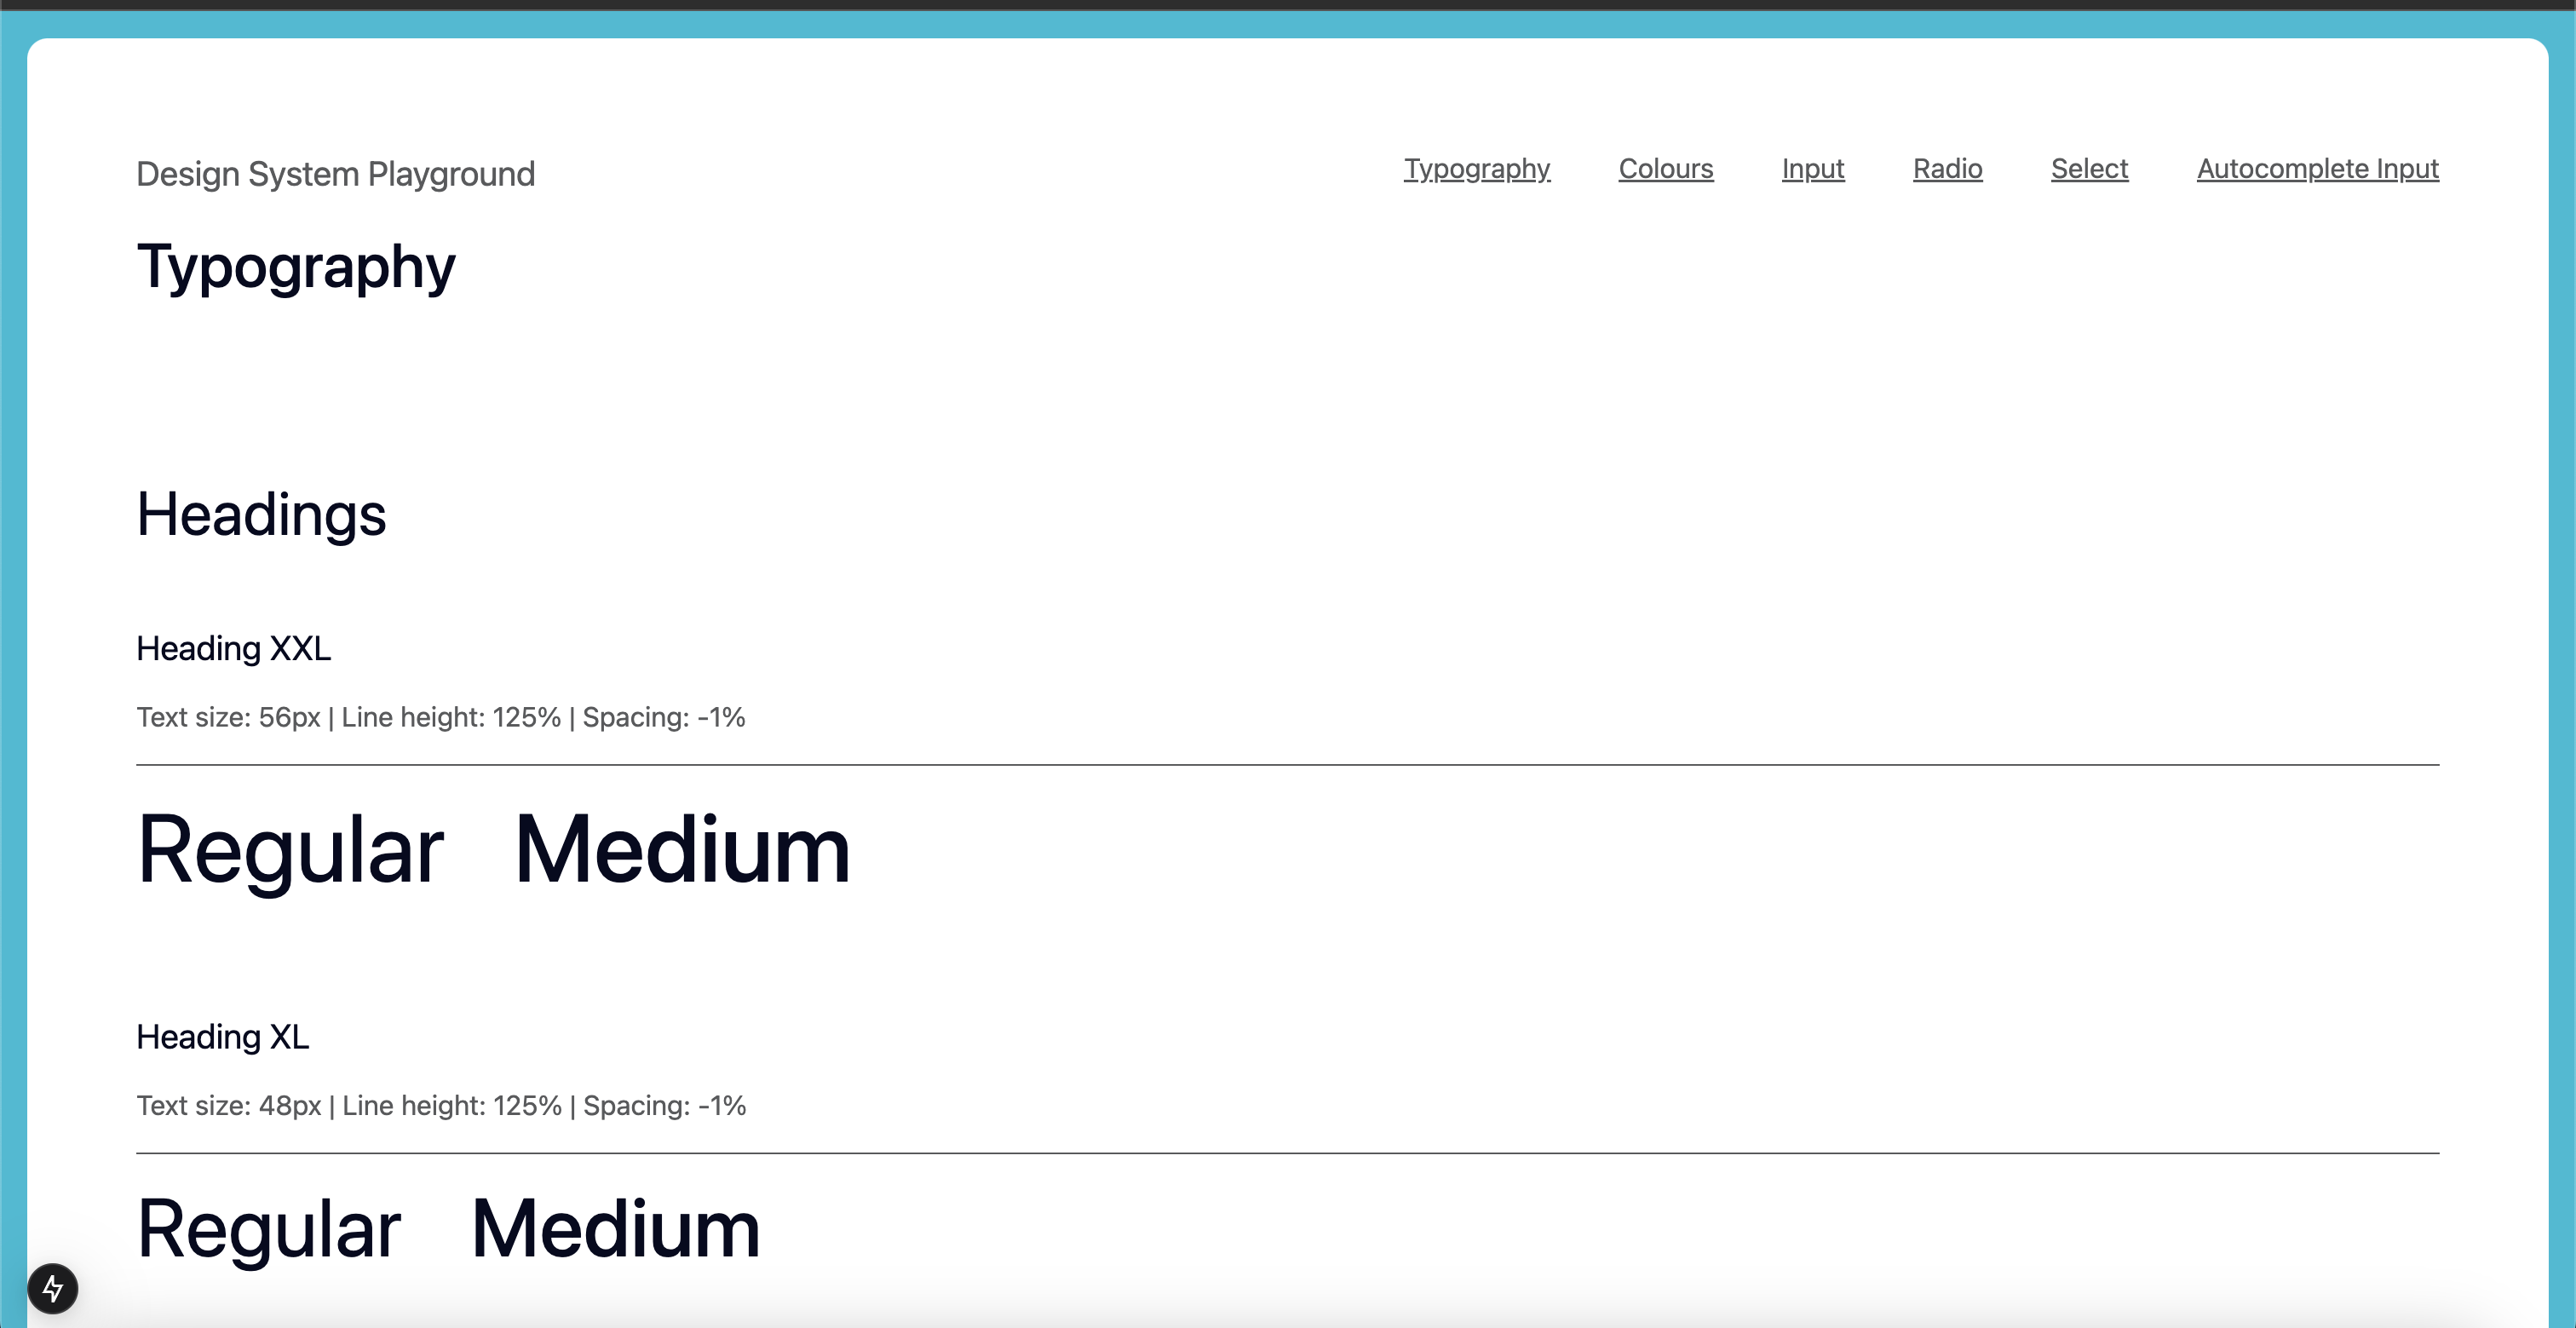 Design System Playground
Typography Colours Input Radio Select Autocomplete Input
Typography
Headings
Heading XXL
Text size: 56px | Line height: 125% | Spacing: -1%
Regular Medium
Heading XL
Text size: 48px | Line height: 125% | Spacing: -1%
Regular Medium